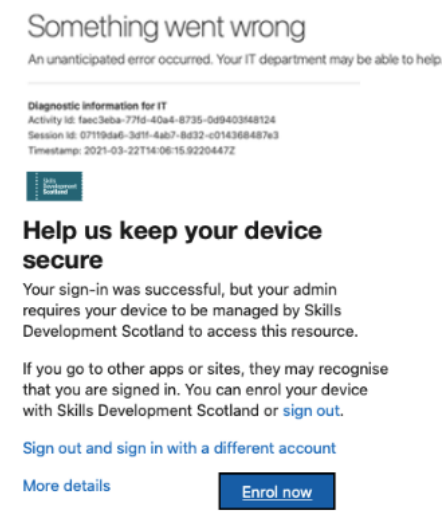 Something went wrong
An unanticipated error occurred. Your IT department may be able to help
Diagnostic information for IT
Activity Id: faec3eba-77fd-40a4-8735-0d9403f48124
Session Id: 07119da6-3d1f-4ab7-8d32-c014368487e3
Timestamp: 2021-03-22T14:06:15.9220447Z
Skills
Development
Scotland
Help us keep your device
secure
Your sign-in was successful, but your admin
requires your device to be managed by Skills
Development Scotland to access this resource.
If you go to other apps or sites, they may recognise
that you are signed in. You can enrol your device
with Skills Development Scotland or sign out.
Sign out and sign in with a different account
More details
Enrol now